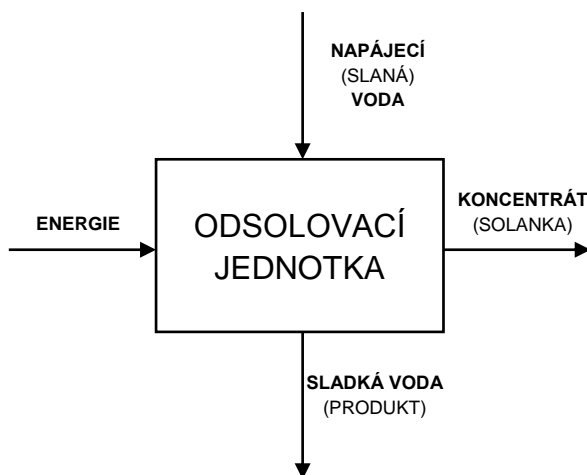 NAPÁJECÍ
(SLANÁ)
VODA
ENERGIE
ODSOLOVACÍ
JEDNOTKA
KONCENTRÁT
(SOLANKA)
SLADKÁ VODA
(PRODUKT)